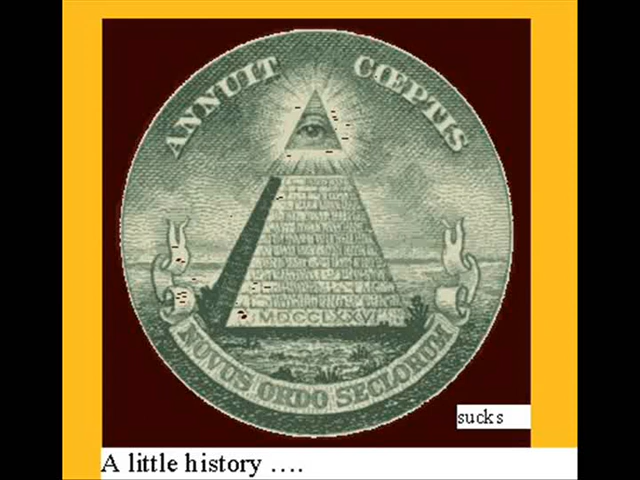 ANNUIT CŒPTIS
MDCCLXXVI
NOVUS ORDO SECLORUM
sucks
A little history ....